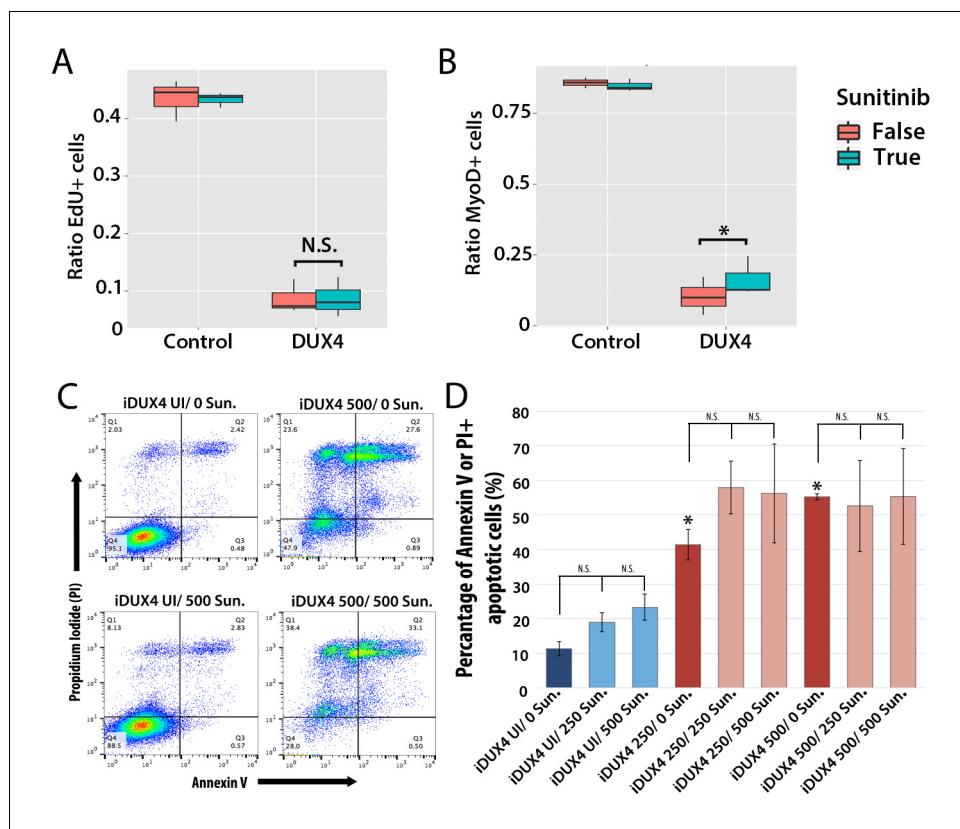 A
Ratio EdU+ cells
0.4
0.3
0.2
0.1
0
N.S.
Control
DUX4
B
Ratio MyoD+ cells
0.75
0.5
0.25
0
*
Control
DUX4
Sunitinib
False
True
C
iDUX4 UI/ 0 Sun.
Q1
2.03
Q2
2.42
Q4
95.1
Q3
0.48
iDUX4 500/ 0 Sun.
Q1
23.6
Q2
27.6
Q4
47.9
Q3
0.89
iDUX4 UI/ 500 Sun.
Q1
8.13
Q2
2.83
Q4
88.5
Q3
0.57
iDUX4 500/ 500 Sun.
Q1
38.4
Q2
33.1
Q4
28.0
Q3
0.50
Propidium Iodide (PI)
Annexin V
10⁰ 10¹ 10² 10³ 10⁴
D
Percentage of Annexin V or PI+
apoptotic cells (%)
80
70
60
50
40
30
20
10
0
N.S. N.S.
* N.S. N.S.
* N.S. N.S.
iDUX4 UI/ 0 Sun.
iDUX4 UI/ 250 Sun.
iDUX4 UI/ 500 Sun.
iDUX4 250/ 0 Sun.
iDUX4 250/ 250 Sun.
iDUX4 250/ 500 Sun.
iDUX4 500/ 0 Sun.
iDUX4 500/ 250 Sun.
iDUX4 500/ 500 Sun.